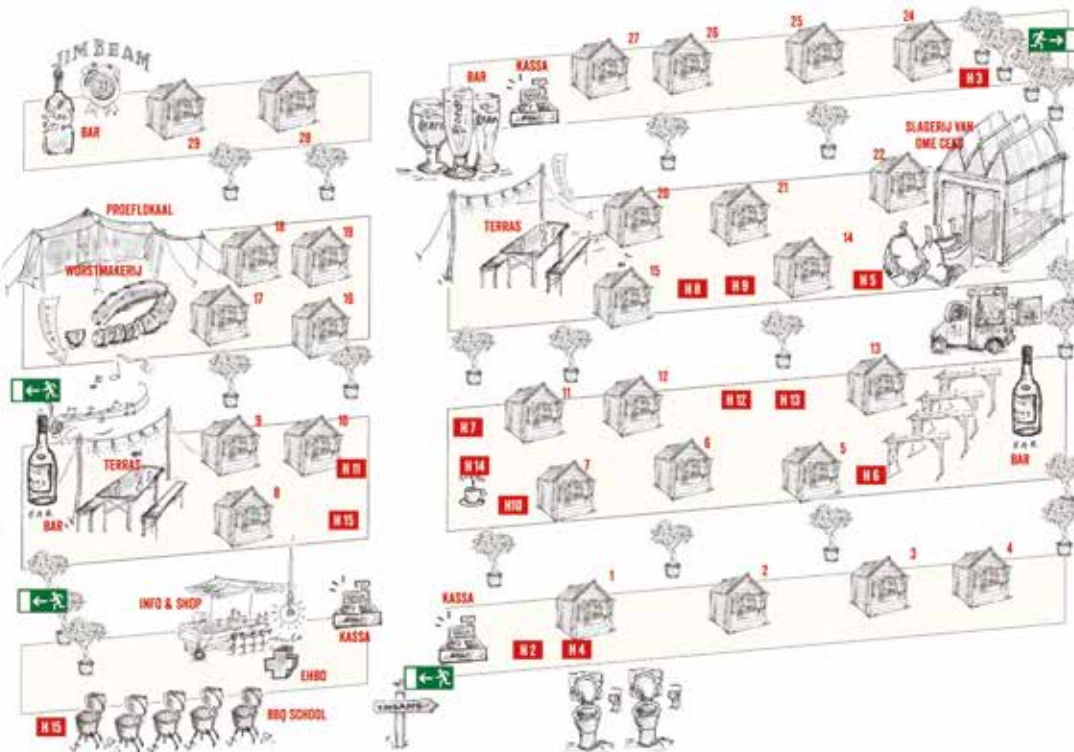 JIM BEAM
BAR
29
28
27
26
25
24
BAR
KASSA
H 3
SLAGERIJ VAN
OME CEES
22
21
20
TERRAS
14
15
H 8
H 9
H 5
PROEFLOKAAL
18
19
WORSTMAKERIJ
17
16
13
12
11
H 12
H 13
H 7
BAR
H 14
7
6
5
H 6
H10
9
10
TERRAS
H 11
8
H 15
BAR
INFO & SHOP
KASSA
EHBO
BBQ SCHOOL
H 15
KASSA
1
2
3
4
H 2
H 4
INGANG